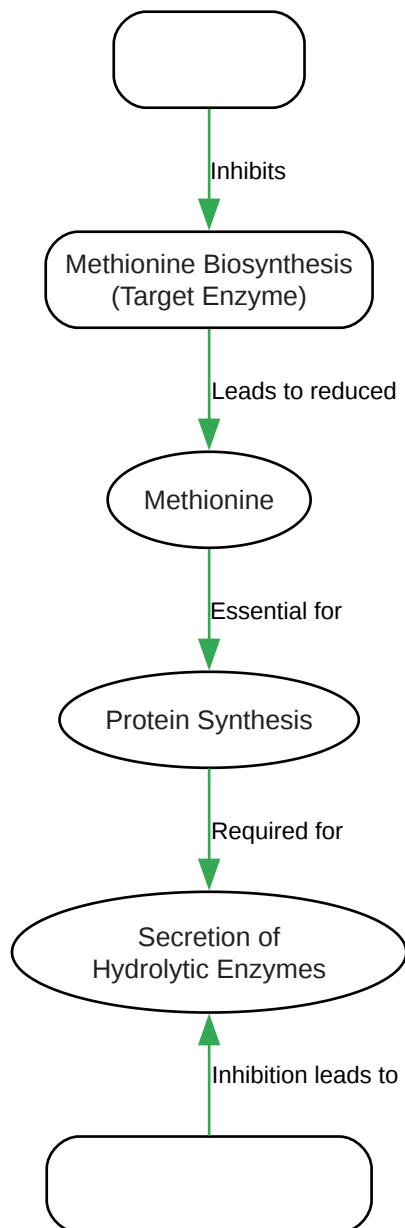 Inhibits
Methionine Biosynthesis
(Target Enzyme)
Leads to reduced
Methionine
Essential for
Protein Synthesis
Required for
Secretion of
Hydrolytic Enzymes
Inhibition leads to